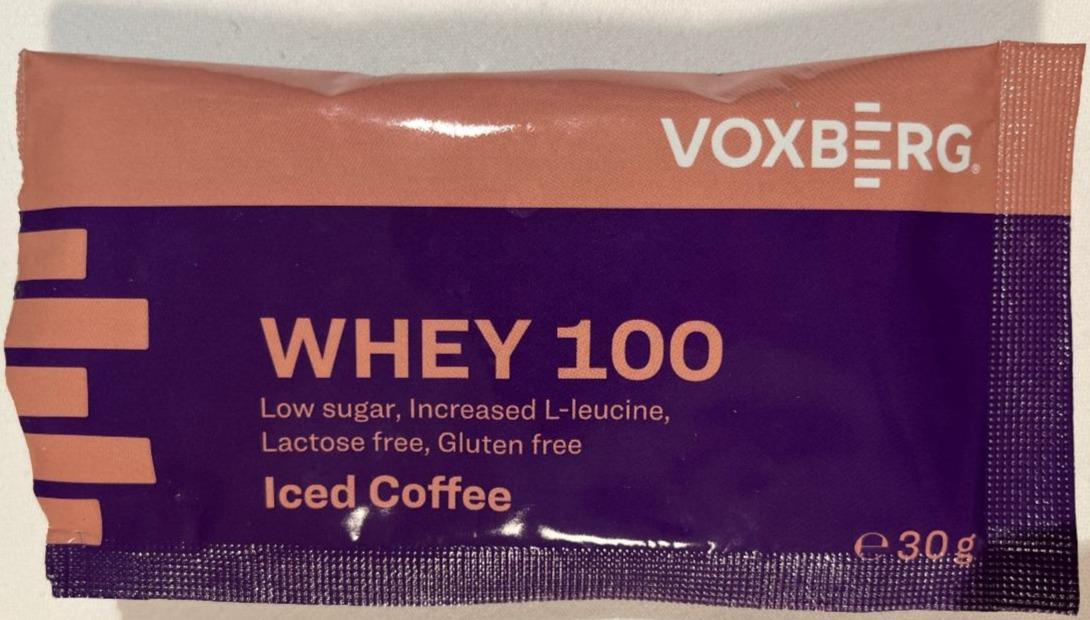 VOXBERG®
WHEY 100
Low sugar, Increased L-leucine,
Lactose free, Gluten free
Iced Coffee
℮ 30 g